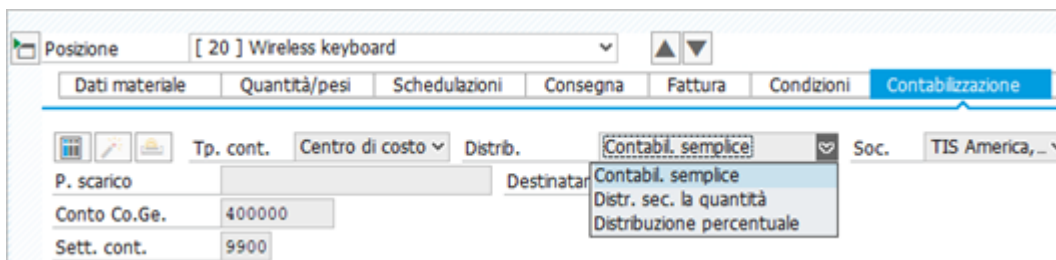 Posizione [ 20 ] Wireless keyboard
Dati materiale Quantità/pesi Schedulazioni Consegna Fattura Condizioni Contabilizzazione
Tp. cont. Centro di costo Distrib. Contabil. semplice Soc. TIS America,...
P. scarico Destinatar Contabil. semplice
Distr. sec. la quantità
Conto Co.Ge. 400000 Distribuzione percentuale
Sett. cont. 9900